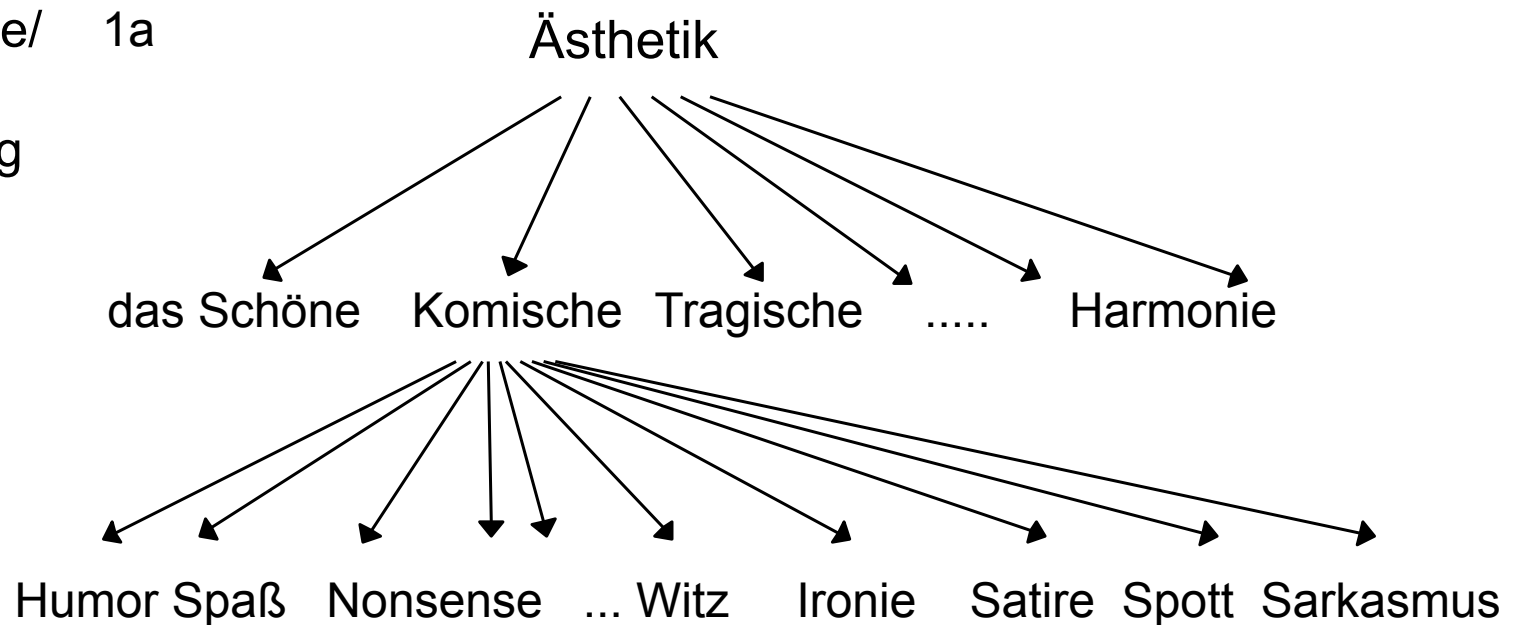 e/ 1a Ästhetik
g
das Schöne Komische Tragische ..... Harmonie
Humor Spaß Nonsense ... Witz Ironie Satire Spott Sarkasmus